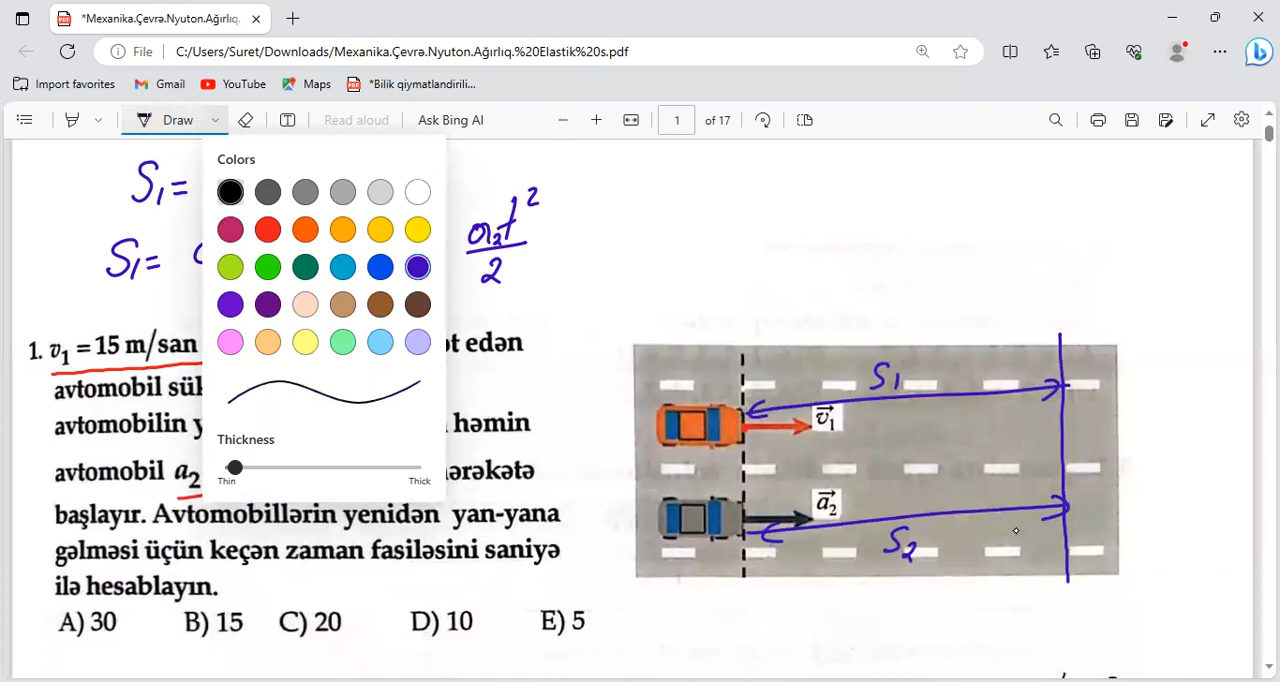 *Mexanika.Çevrə.Nyuton.Ağırlıq.
File
C:/Users/Suret/Downloads/Mexanika.Çevrə.Nyuton.Ağırlıq.%20Elastik%20s.pdf
Import favorites
Gmail
YouTube
Maps
*Bilik qiymatlandirili...
Draw
Read aloud
Ask Bing AI
1
of 17
Colors
Thickness
Thin
Thick
S₁=
S₁=
a₂t²
2
1. v₁ = 15 m/san
t edən
avtomobil sük
avtomobilin y
həmin
avtomobil a₂
ərəkətə
başlayır. Avtomobillərin yenidən yan-yana
gəlməsi üçün keçən zaman fasiləsini saniyə
ilə hesablayın.
A) 30 B) 15 C) 20 D) 10 E) 5
S₁
v⃗₁
a⃗₂
S₂